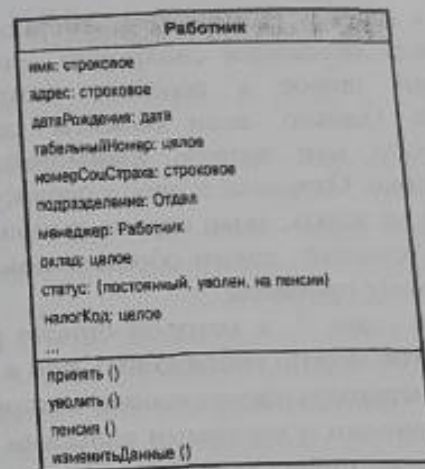 Работник
имя: строковое
адрес: строковое
датаРождения: дата
табельныйНомер: целое
номерСоцСтраха: строковое
подразделение: Отдел
менеджер: Работник
оклад: целое
статус: {постоянный, уволен, на пенсии}
налогКод: целое
...
принять ()
уволить ()
пенсия ()
изменитьДанные ()